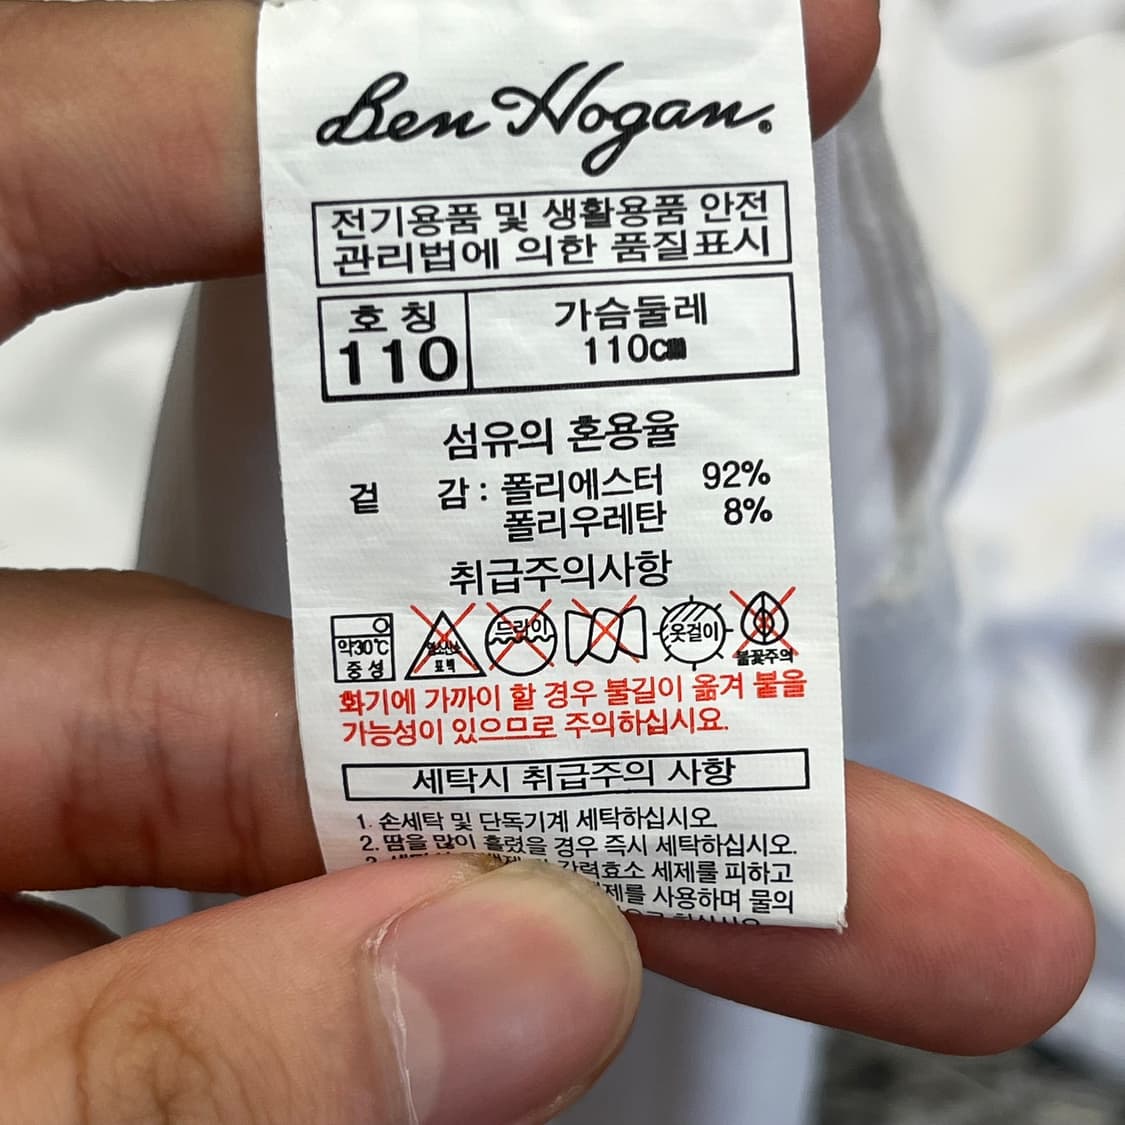 Ben Hogan.®
전기용품 및 생활용품 안전
관리법에 의한 품질표시
호 칭
110
가슴둘레
110cm
섬유의 혼용율
겉 감 : 폴리에스터 92%
폴리우레탄 8%
취급주의사항
약30℃
중성
표백
드라이
옷걸이
불꽃주의
화기에 가까이 할 경우 불길이 옮겨 붙을
가능성이 있으므로 주의하십시요.
세탁시 취급주의 사항
1. 손세탁 및 단독기계 세탁하십시오.
2. 땀을 많이 흘렸을 경우 즉시 세탁하십시오.
강력효소 세제를 피하고
사용하며 물의